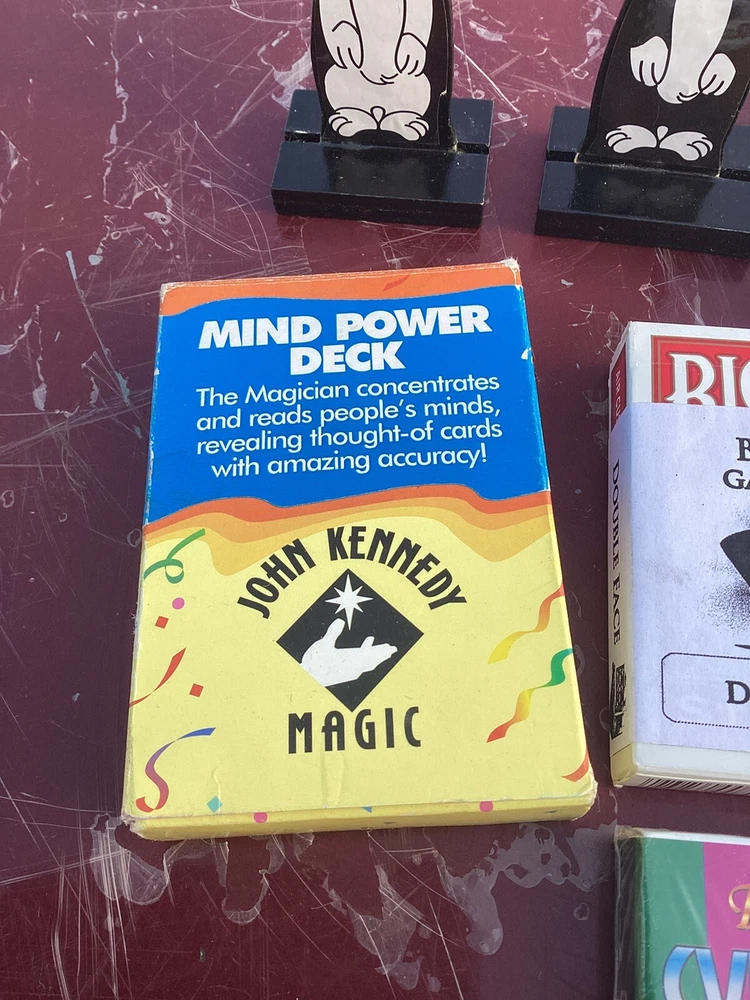 MIND POWER
DECK
The Magician concentrates
and reads people's minds,
revealing thought-of cards
with amazing accuracy!
JOHN KENNEDY
MAGIC
DOUBLE FACE